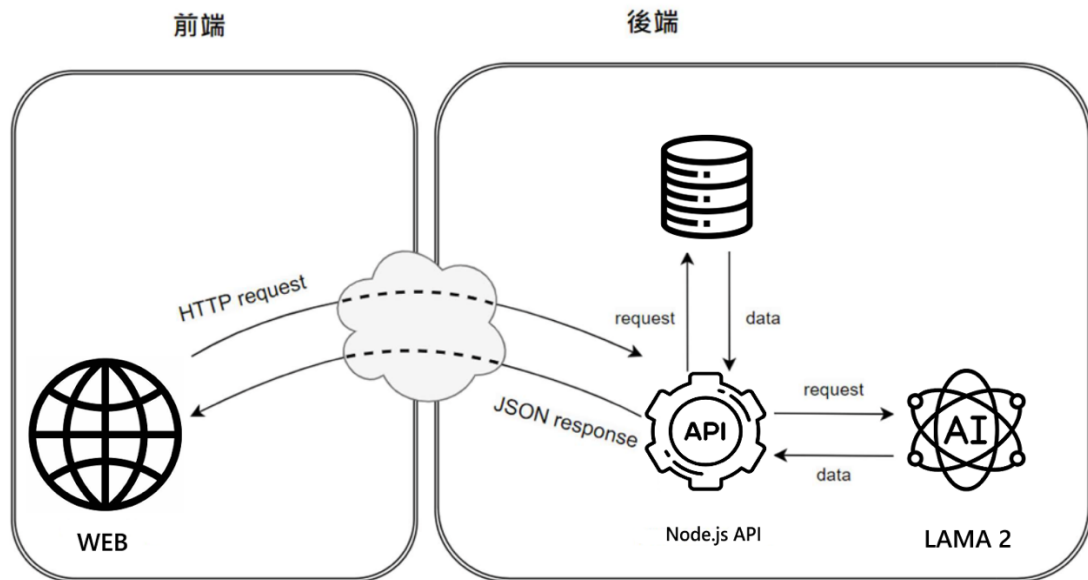 前端
後端
HTTP request
request
data
JSON response
API
request
data
AI
WEB
Node.js API
LAMA 2